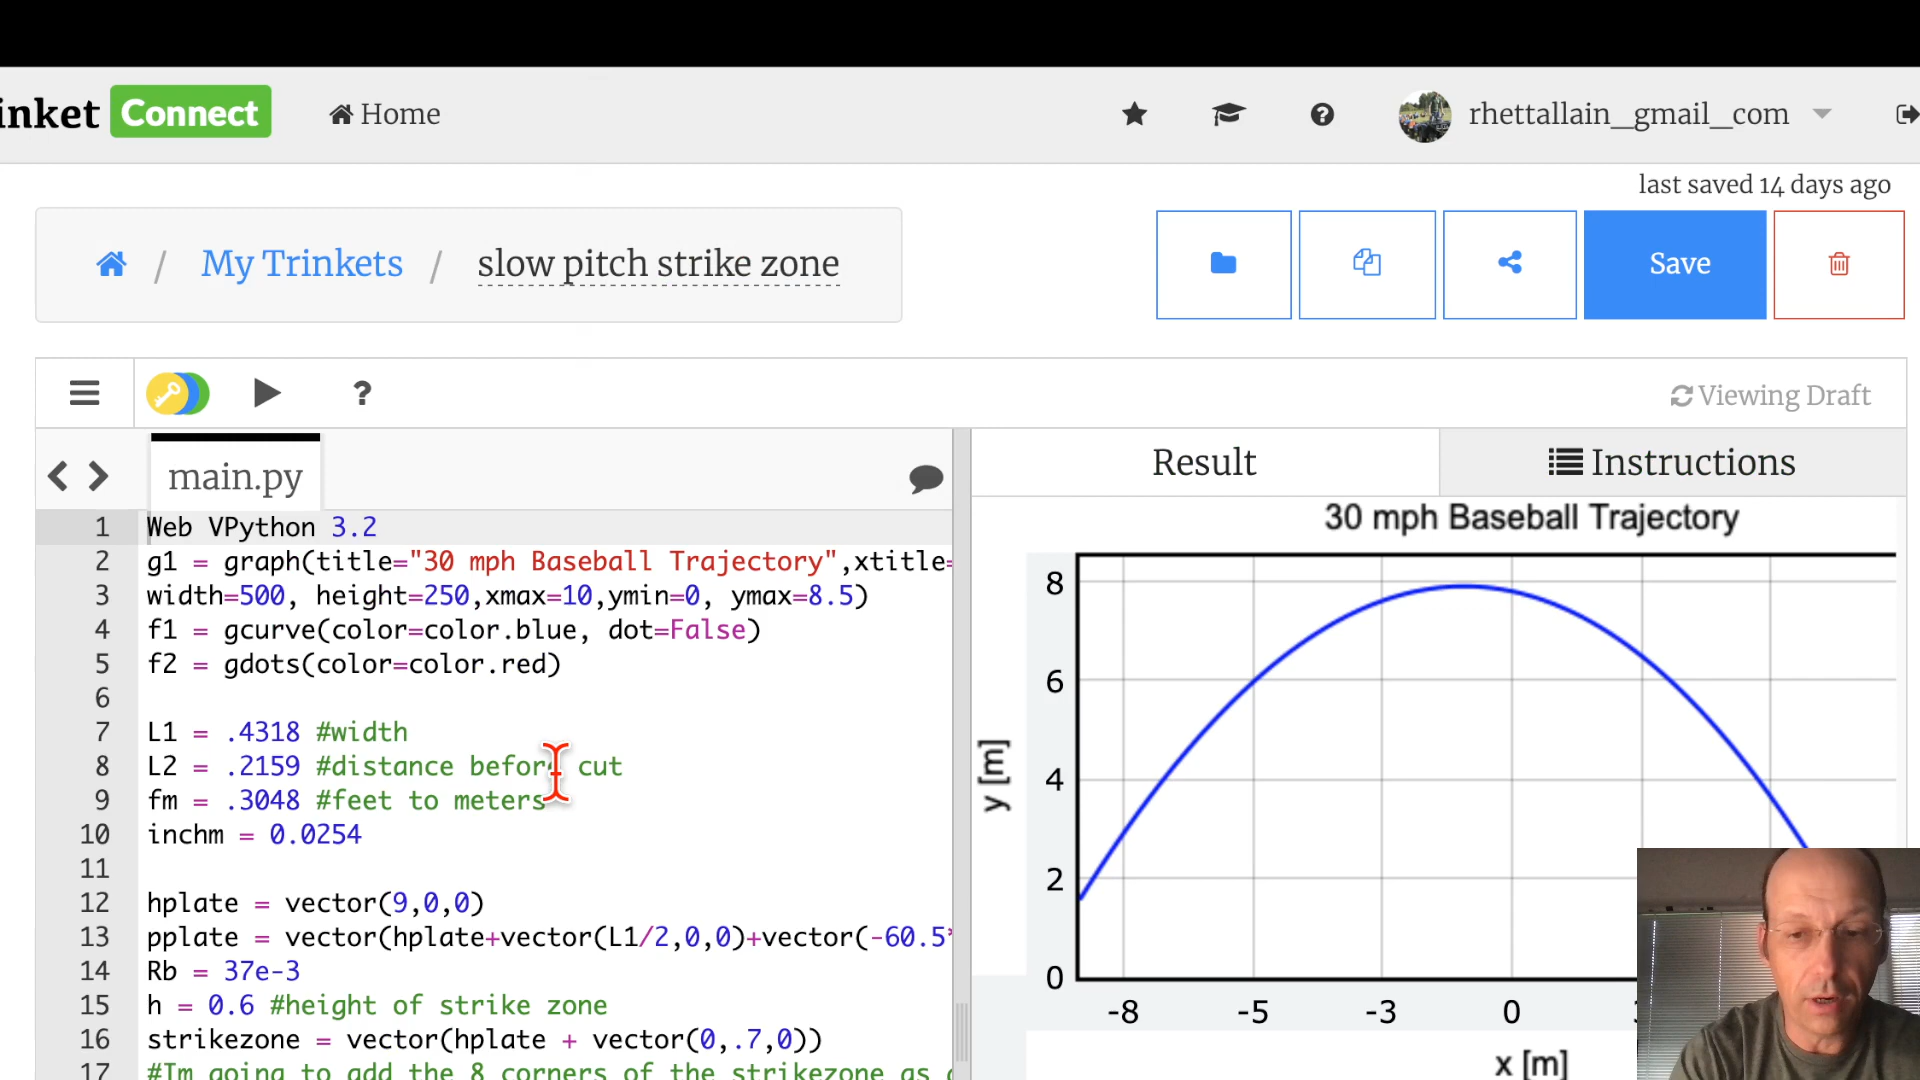 inket Connect Home rhettallain_gmail_com
last saved 14 days ago
/ My Trinkets / slow pitch strike zone
Save
?
Viewing Draft
main.py
Result
Instructions
1 Web VPython 3.2
2 g1 = graph(title="30 mph Baseball Trajectory",xtitle=
3 width=500, height=250,xmax=10,ymin=0, ymax=8.5)
4 f1 = gcurve(color=color.blue, dot=False)
5 f2 = gdots(color=color.red)
6
7 L1 = .4318 #width
8 L2 = .2159 #distance before cut
9 fm = .3048 #feet to meters
10 inchm = 0.0254
11
12 hplate = vector(9,0,0)
13 pplate = vector(hplate+vector(L1/2,0,0)+vector(-60.5*
14 Rb = 37e-3
15 h = 0.6 #height of strike zone
16 strikezone = vector(hplate + vector(0,.7,0))
17 #Im going to add the 8 corners of the strikezone as
30 mph Baseball Trajectory
y [m]
8
6
4
2
0
-8 -5 -3 0
x [m]